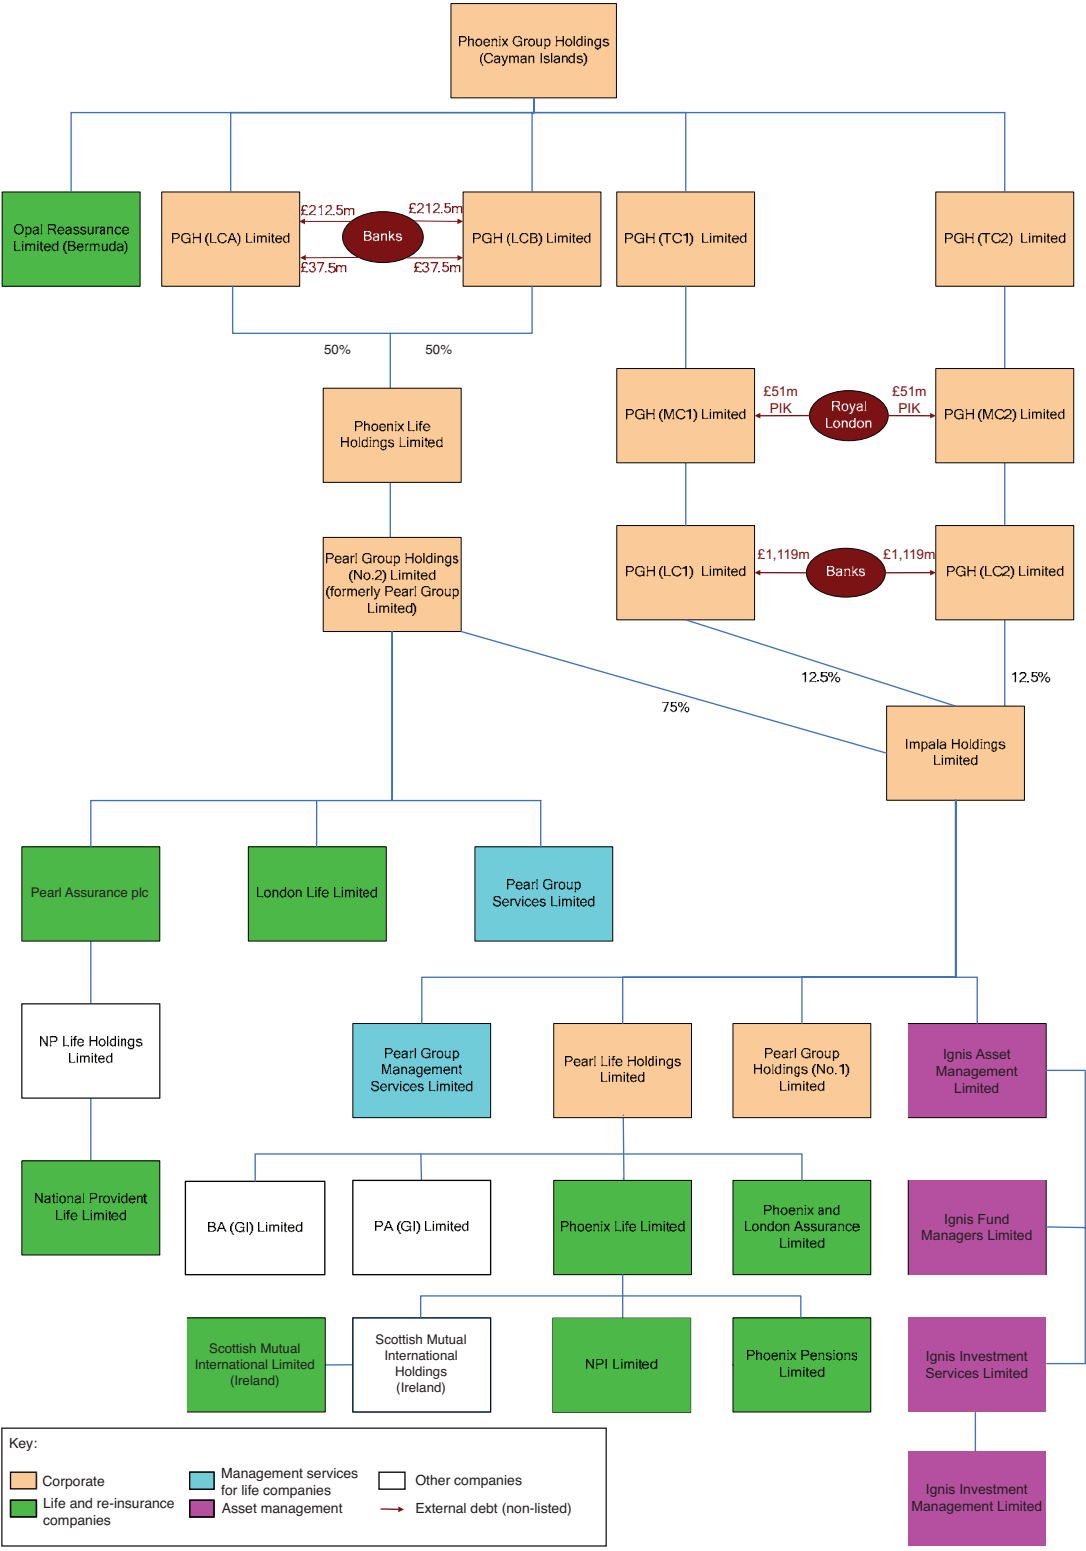 Phoenix Group Holdings
(Cayman Islands)
Opal Reassurance
Limited (Bermuda)
PGH (LCA) Limited
£212.5m
£37.5m
Banks
£212.5m
£37.5m
PGH (LCB) Limited
PGH (TC1) Limited
PGH (TC2) Limited
50%
50%
Phoenix Life
Holdings Limited
PGH (MC1) Limited
£51m
PIK
Royal
London
£51m
PIK
PGH (MC2) Limited
Pearl Group Holdings
(No.2) Limited
(formerly Pearl Group
Limited)
PGH (LC1) Limited
£1,119m
Banks
£1,119m
PGH (LC2) Limited
12.5%
12.5%
75%
Impala Holdings
Limited
Pearl Assurance plc
London Life Limited
Pearl Group
Services Limited
NP Life Holdings
Limited
Pearl Group
Management
Services Limited
Pearl Life Holdings
Limited
Pearl Group
Holdings (No.1)
Limited
Ignis Asset
Management
Limited
National Provident
Life Limited
BA (GI) Limited
PA (GI) Limited
Phoenix Life Limited
Phoenix and
London Assurance
Limited
Ignis Fund
Managers Limited
Scottish Mutual
International Limited
(Ireland)
Scottish Mutual
International
Holdings
(Ireland)
NPI Limited
Phoenix Pensions
Limited
Ignis Investment
Services Limited
Ignis Investment
Management Limited
Key:
Corporate
Life and re-insurance
companies
Management services
for life companies
Asset management
Other companies
External debt (non-listed)